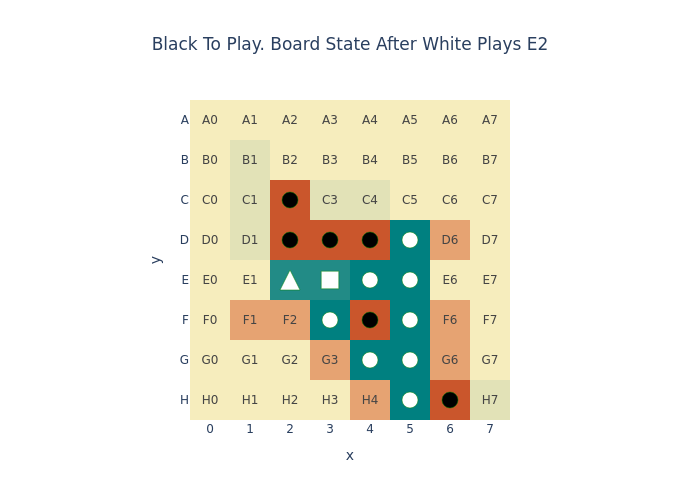 Black To Play. Board State After White Plays E2
A A0 A1 A2 A3 A4 A5 A6 A7
B B0 B1 B2 B3 B4 B5 B6 B7
C C0 C1 C3 C4 C5 C6 C7
D D0 D1 D6 D7
E E0 E1 E6 E7
F F0 F1 F2 F6 F7
G G0 G1 G2 G3 G6 G7
H H0 H1 H2 H3 H4 H7
0 1 2 3 4 5 6 7
x
y